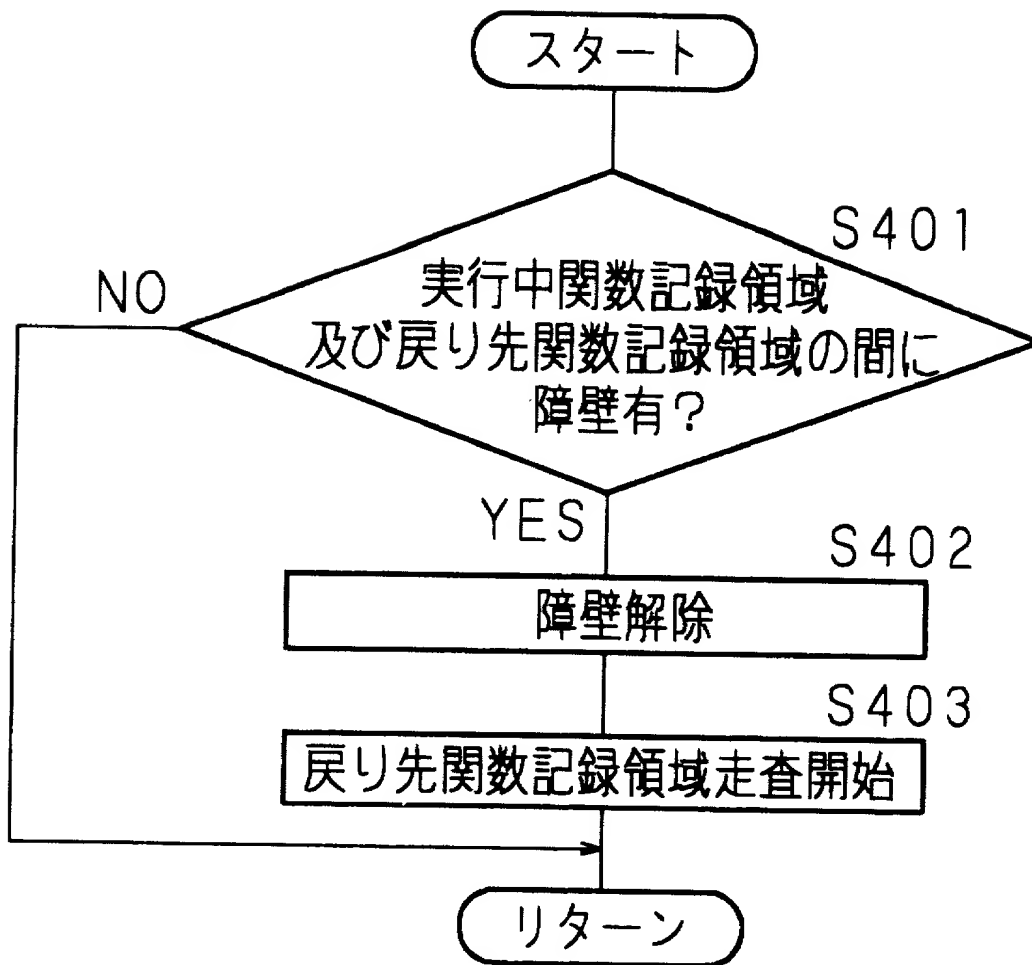 スタート
S401
NO
実行中関数記録領域
及び戻り先関数記録領域の間に
障壁有?
YES
S402
障壁解除
S403
戻り先関数記録領域走査開始
リターン